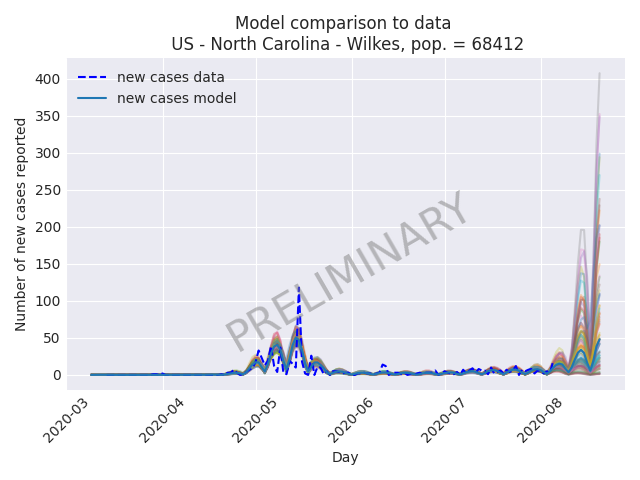 Model comparison to data
US - North Carolina - Wilkes, pop. = 68412
new cases data
new cases model
400
350
300
250
200
150
100
50
0
Number of new cases reported
PRELIMINARY
2020-03
2020-04
2020-05
2020-06
2020-07
2020-08
Day